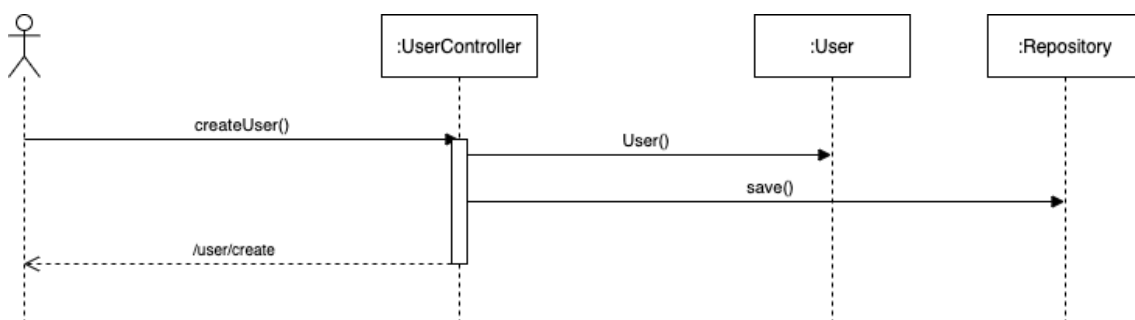 :UserController
:User
:Repository
createUser()
User()
save()
/user/create